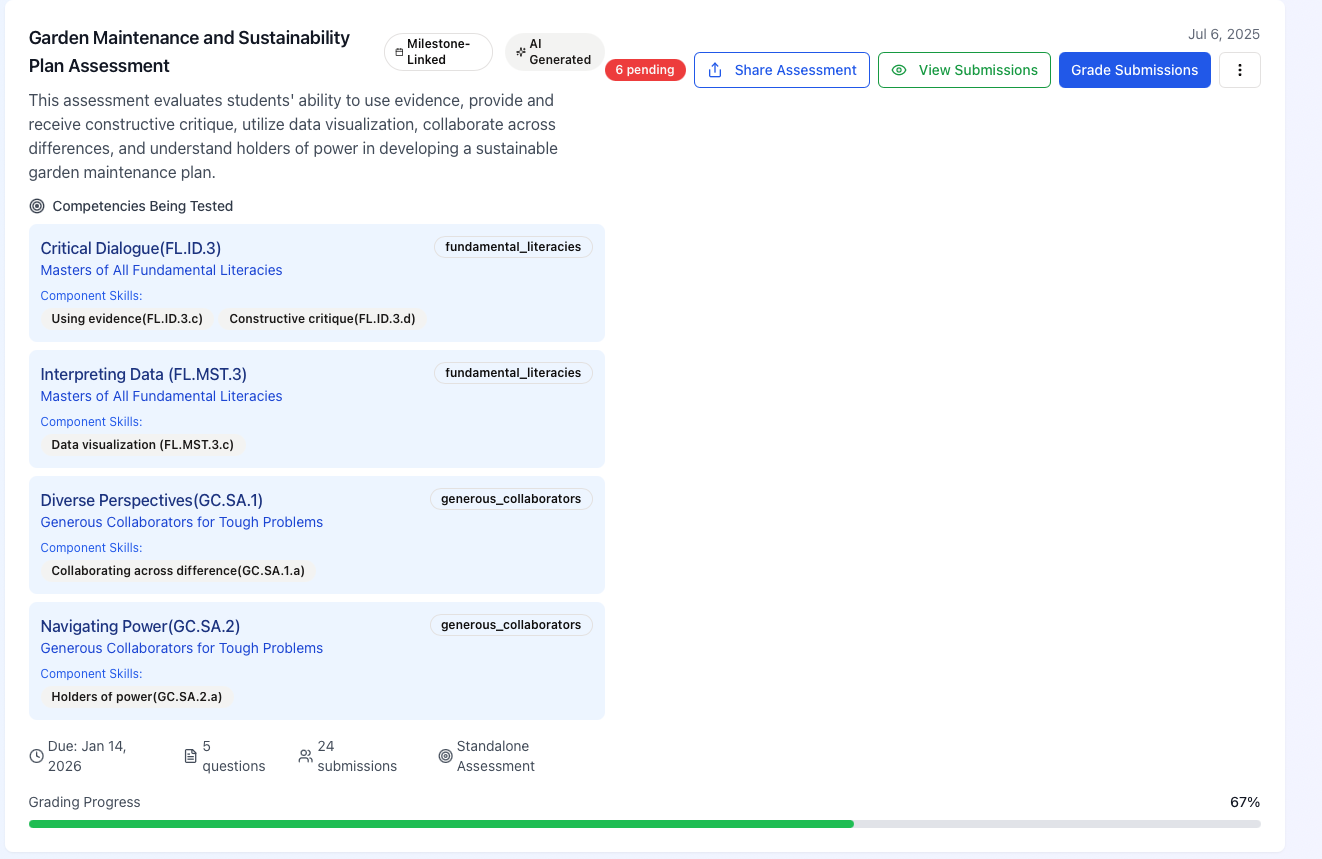 Garden Maintenance and Sustainability
Plan Assessment
Milestone-
Linked
AI
Generated
6 pending
Jul 6, 2025
Share Assessment
View Submissions
Grade Submissions
This assessment evaluates students' ability to use evidence, provide and
receive constructive critique, utilize data visualization, collaborate across
differences, and understand holders of power in developing a sustainable
garden maintenance plan.
Competencies Being Tested
Critical Dialogue(FL.ID.3)
fundamental_literacies
Masters of All Fundamental Literacies
Component Skills:
Using evidence(FL.ID.3.c) Constructive critique(FL.ID.3.d)
Interpreting Data (FL.MST.3)
fundamental_literacies
Masters of All Fundamental Literacies
Component Skills:
Data visualization (FL.MST.3.c)
Diverse Perspectives(GC.SA.1)
generous_collaborators
Generous Collaborators for Tough Problems
Component Skills:
Collaborating across difference(GC.SA.1.a)
Navigating Power(GC.SA.2)
generous_collaborators
Generous Collaborators for Tough Problems
Component Skills:
Holders of power(GC.SA.2.a)
Due: Jan 14,
2026
5
questions
24
submissions
Standalone
Assessment
Grading Progress
67%